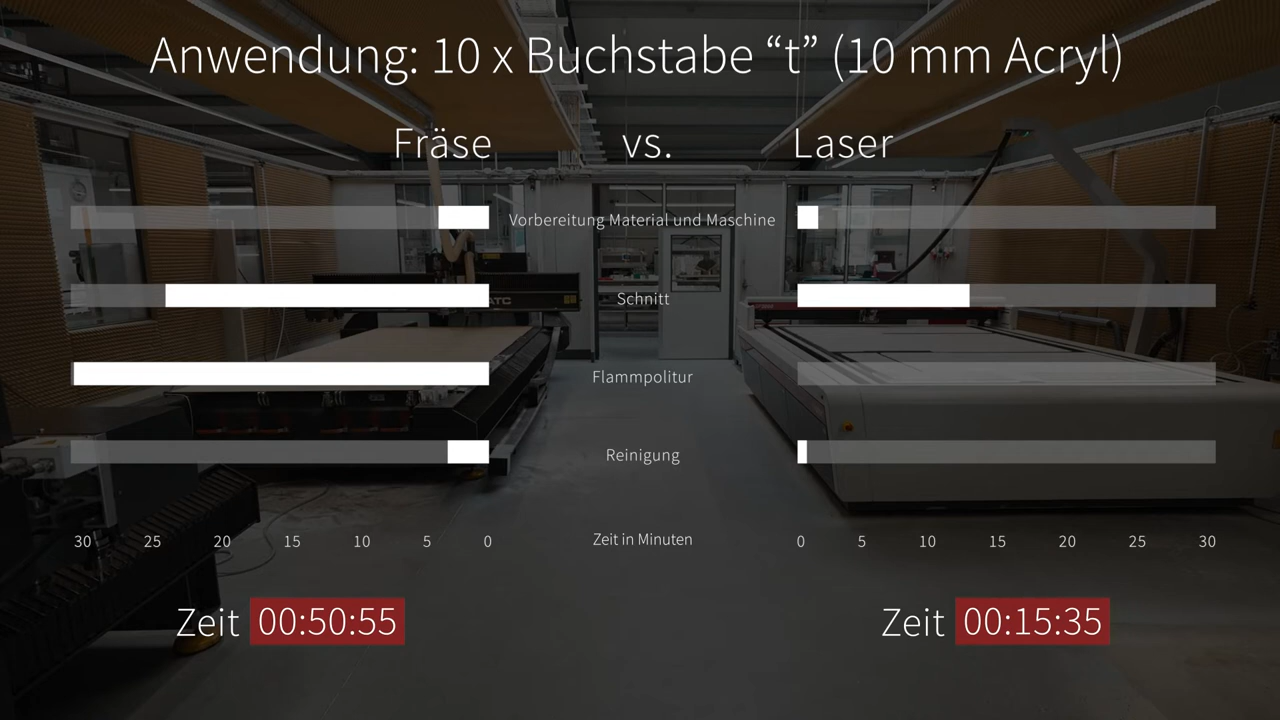 Anwendung: 10 x Buchstabe “t” (10 mm Acryl)
Fräse vs. Laser
Vorbereitung Material und Maschine
Schnitt
ATC
Flammpolitur
Reinigung
30 25 20 15 10 5 0 Zeit in Minuten 0 5 10 15 20 25 30
Zeit 00:50:55 Zeit 00:15:35